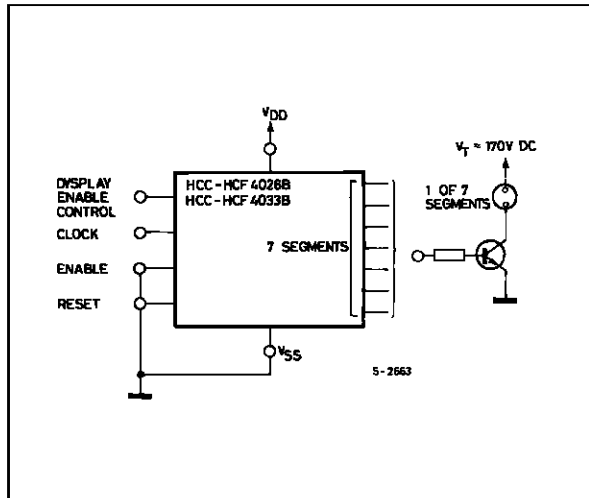 VDD
VT = 170V DC
DISPLAY
ENABLE
CONTROL
HCC-HCF 4026B
HCC-HCF 4033B
1 OF 7
SEGMENTS
CLOCK
7 SEGMENTS
ENABLE
RESET
VSS
5-2663